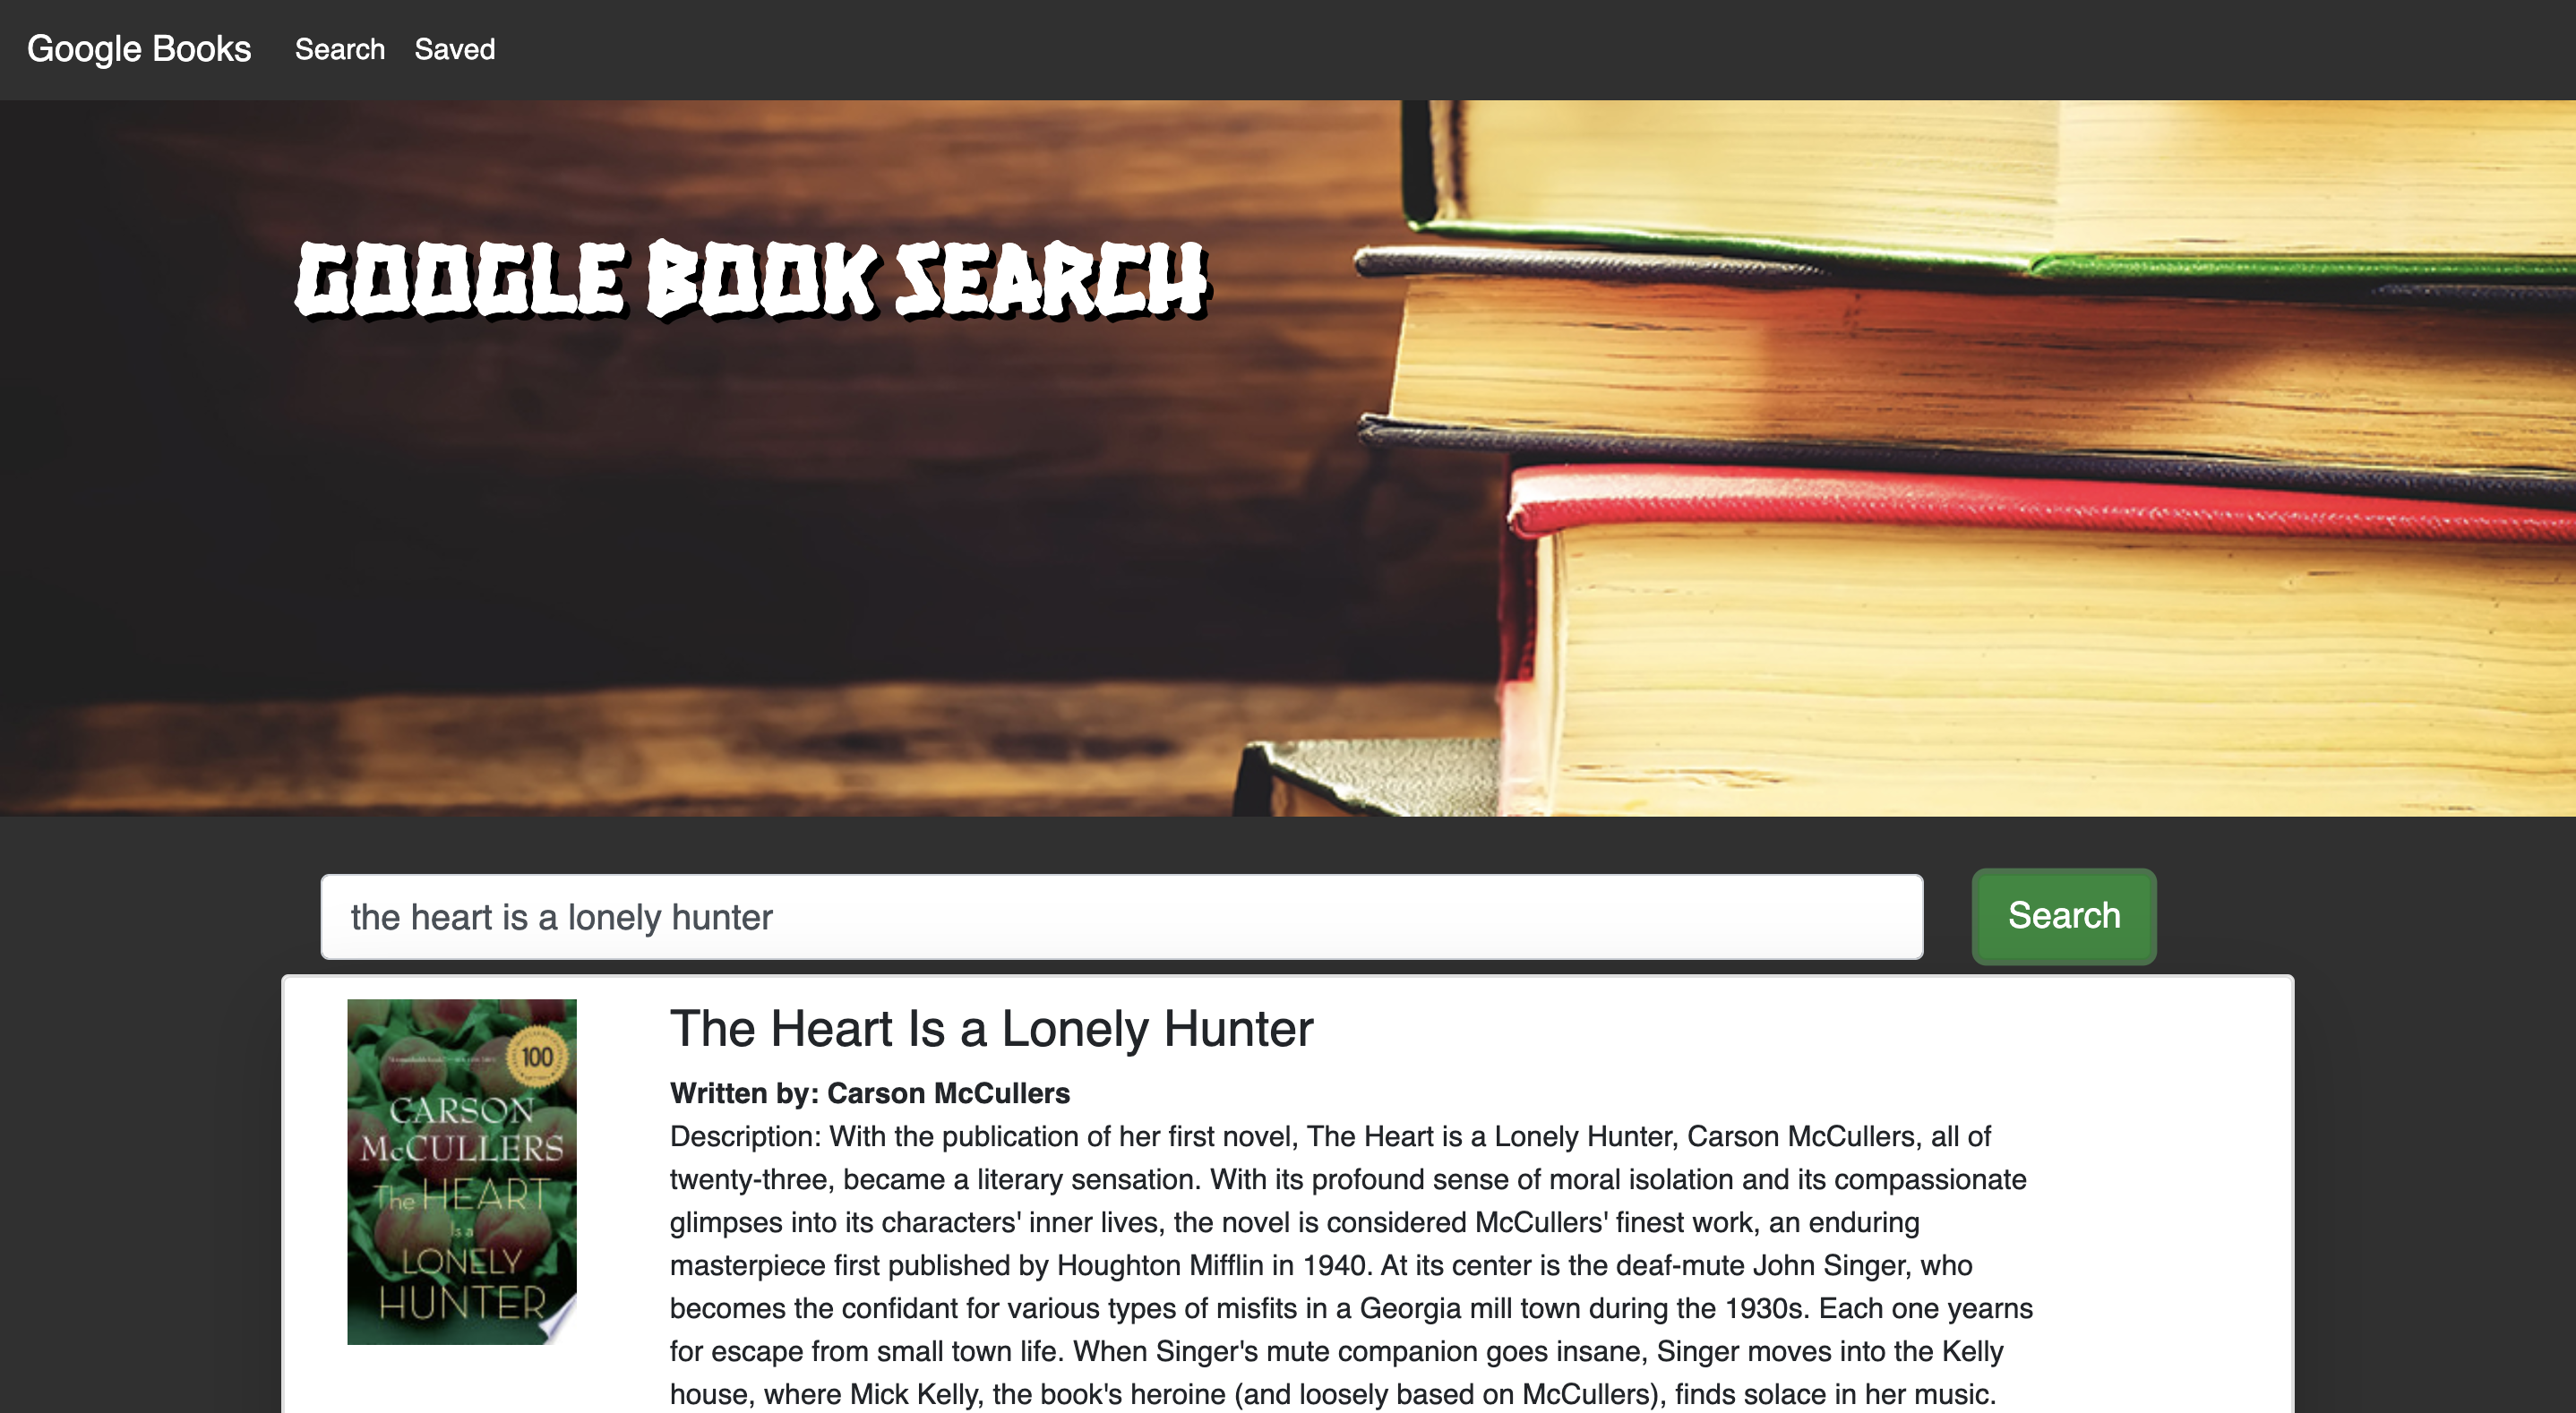 Google Books Search Saved
GOOGLE BOOK SEARCH
the heart is a lonely hunter
Search
100
CARSON
McCULLERS
The HEART
Is a
LONELY
HUNTER
The Heart Is a Lonely Hunter
Written by: Carson McCullers
Description: With the publication of her first novel, The Heart is a Lonely Hunter, Carson McCullers, all of
twenty-three, became a literary sensation. With its profound sense of moral isolation and its compassionate
glimpses into its characters' inner lives, the novel is considered McCullers' finest work, an enduring
masterpiece first published by Houghton Mifflin in 1940. At its center is the deaf-mute John Singer, who
becomes the confidant for various types of misfits in a Georgia mill town during the 1930s. Each one yearns
for escape from small town life. When Singer's mute companion goes insane, Singer moves into the Kelly
house, where Mick Kelly, the book's heroine (and loosely based on McCullers), finds solace in her music.